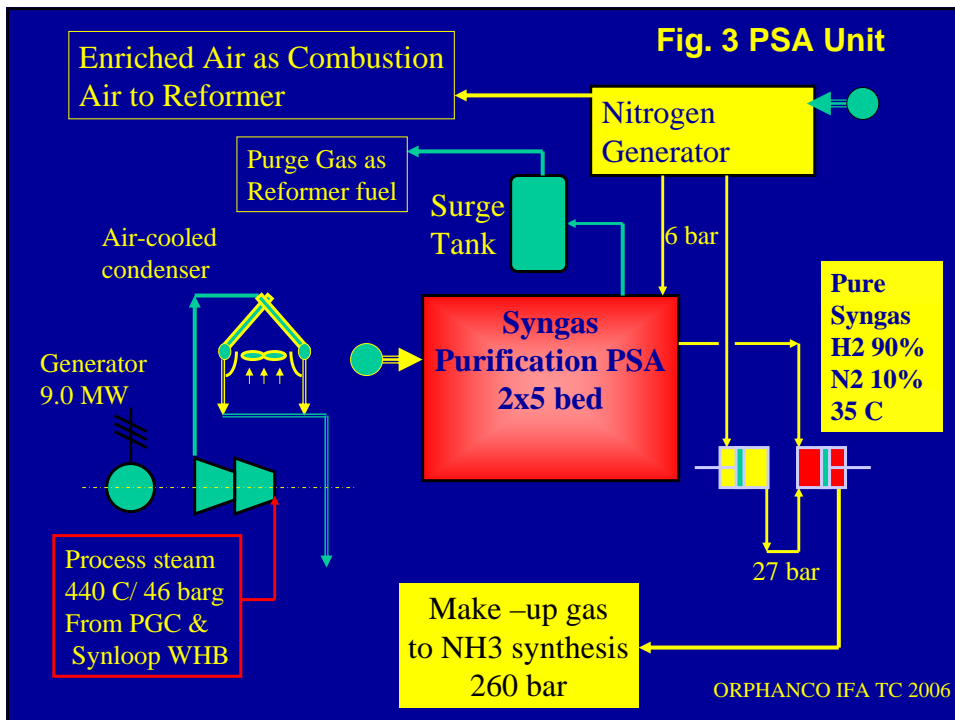 Fig. 3 PSA Unit
Enriched Air as Combustion
Air to Reformer
Nitrogen
Generator
Purge Gas as
Reformer fuel
Surge
Tank
6 bar
Air-cooled
condenser
Pure
Syngas
H2 90%
N2 10%
35 C
Syngas
Purification PSA
2x5 bed
Generator
9.0 MW
Process steam
440 C/ 46 barg
From PGC &
Synloop WHB
27 bar
Make –up gas
to NH3 synthesis
260 bar
ORPHANCO IFA TC 2006